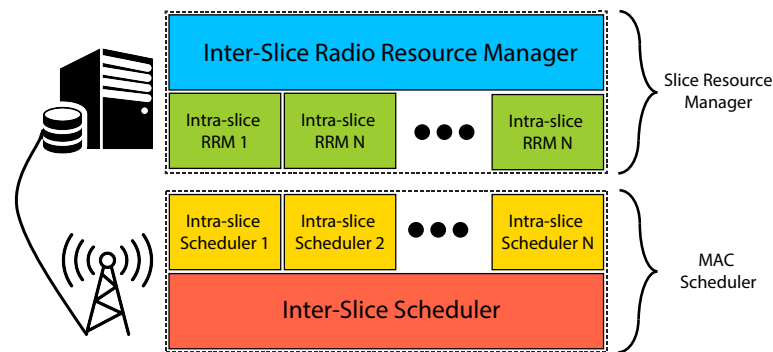 Inter-Slice Radio Resource Manager
Intra-slice
RRM 1
Intra-slice
RRM N
Intra-slice
RRM N
Slice Resource
Manager
Intra-slice
Scheduler 1
Intra-slice
Scheduler 2
Intra-slice
Scheduler N
Inter-Slice Scheduler
MAC
Scheduler